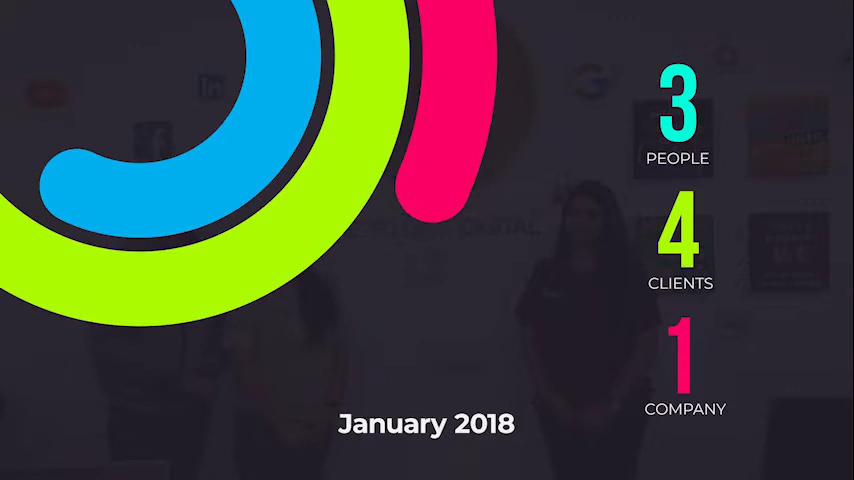 3
PEOPLE
4
CLIENTS
1
COMPANY
January 2018